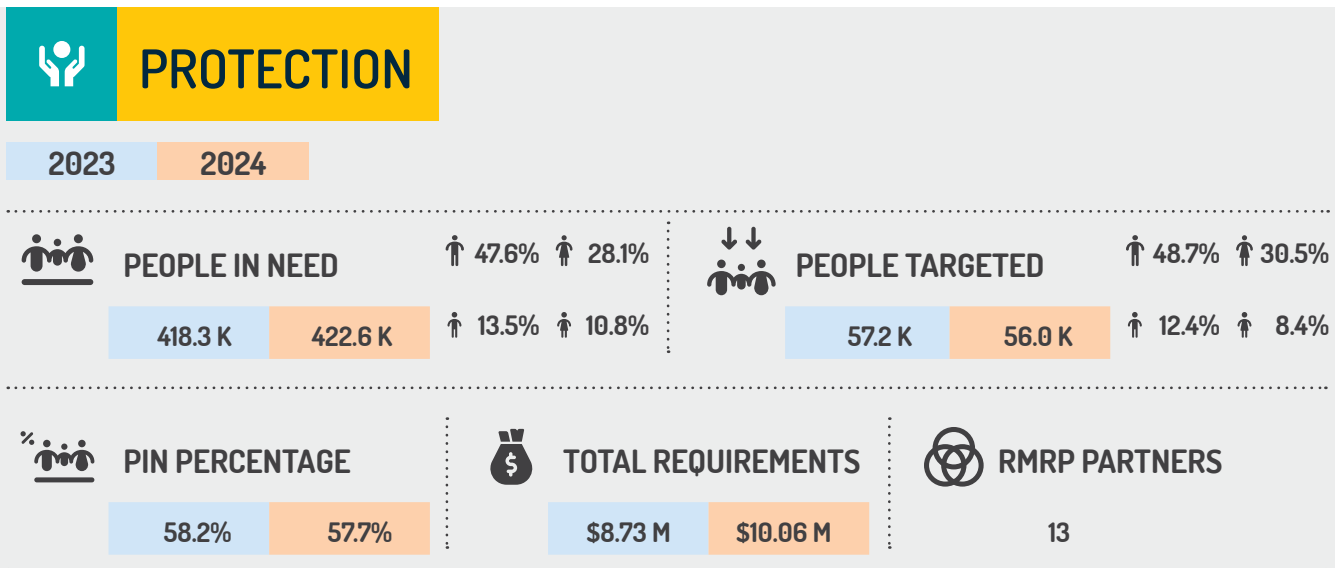 PROTECTION
2023 2024
PEOPLE IN NEED
47.6% 28.1%
418.3 K 422.6 K
13.5% 10.8%
PEOPLE TARGETED
48.7% 30.5%
57.2 K 56.0 K
12.4% 8.4%
% PIN PERCENTAGE
58.2% 57.7%
$ TOTAL REQUIREMENTS
$8.73 M $10.06 M
RMRP PARTNERS
13